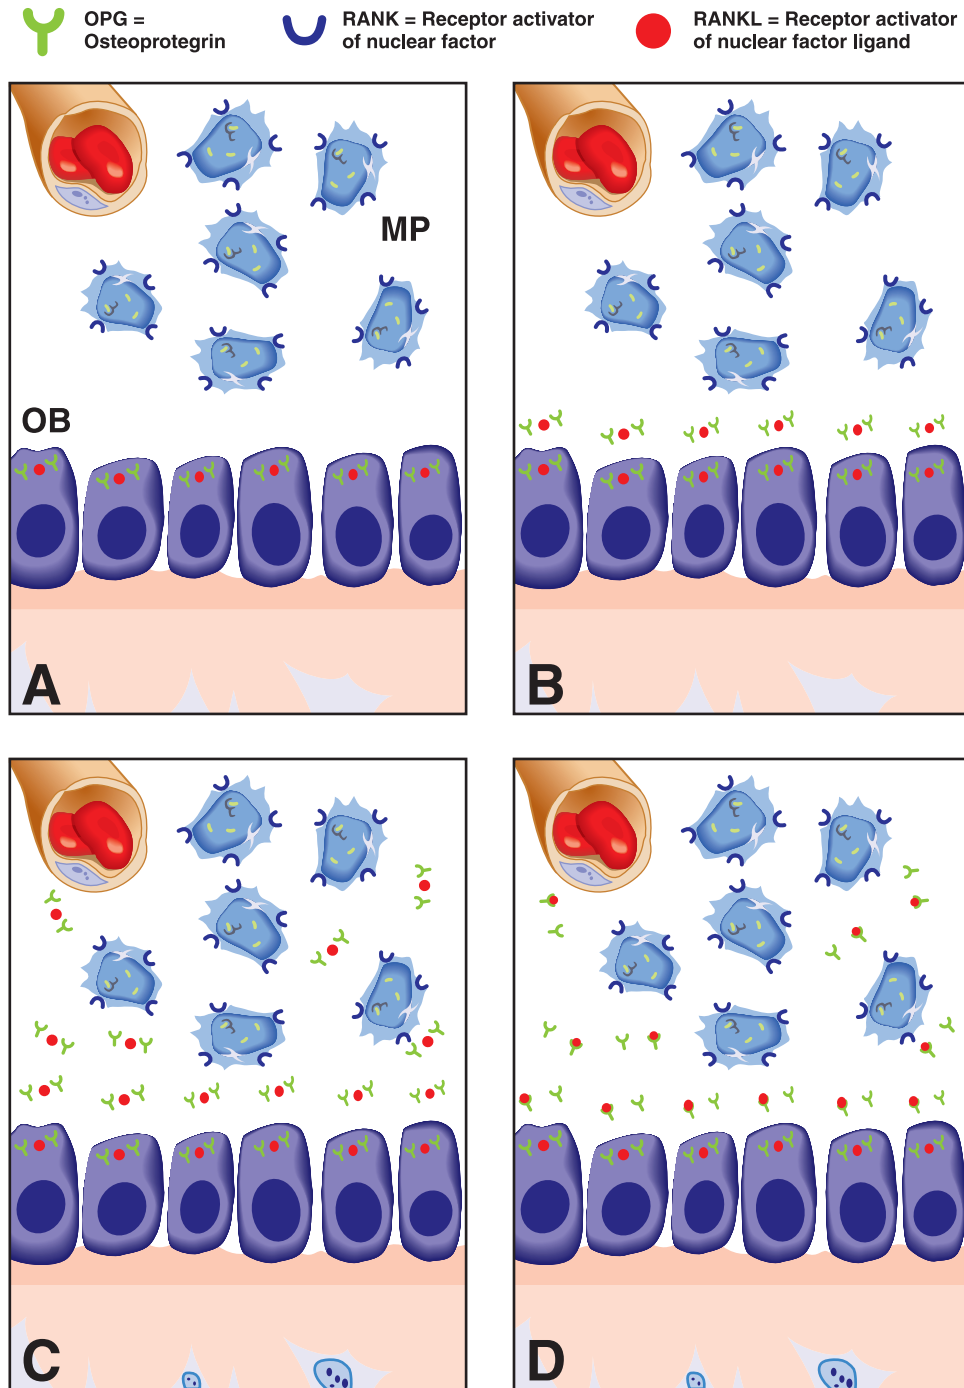 OPG =
Osteoprotegrin
RANK = Receptor activator
of nuclear factor
RANKL = Receptor activator
of nuclear factor ligand
MP
OB
A
B
C
D